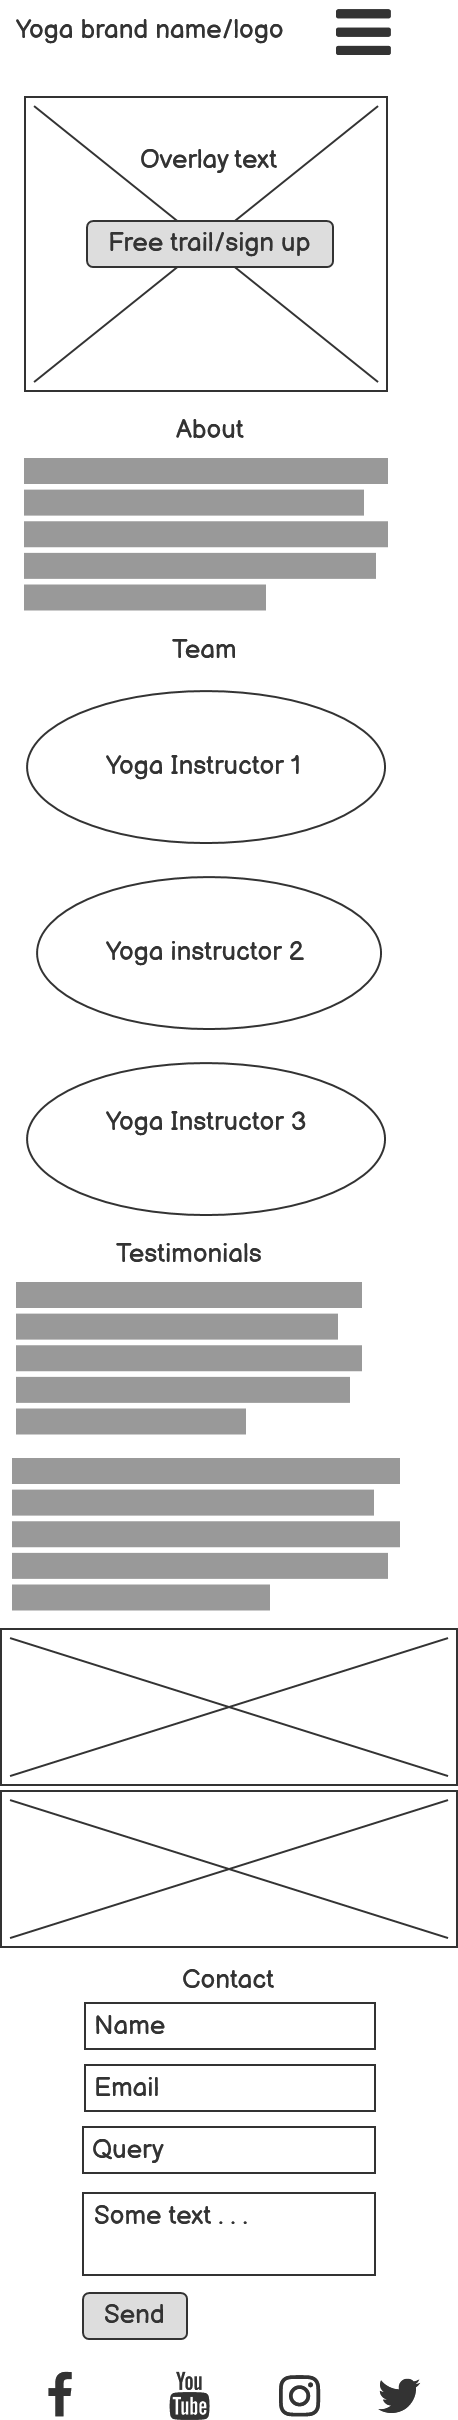 Yoga brand name/logo
Overlay text
Free trail/sign up
About
Team
Yoga Instructor 1
Yoga instructor 2
Yoga Instructor 3
Testimonials
Contact
Name
Email
Query
Some text . . .
Send
You
Tube